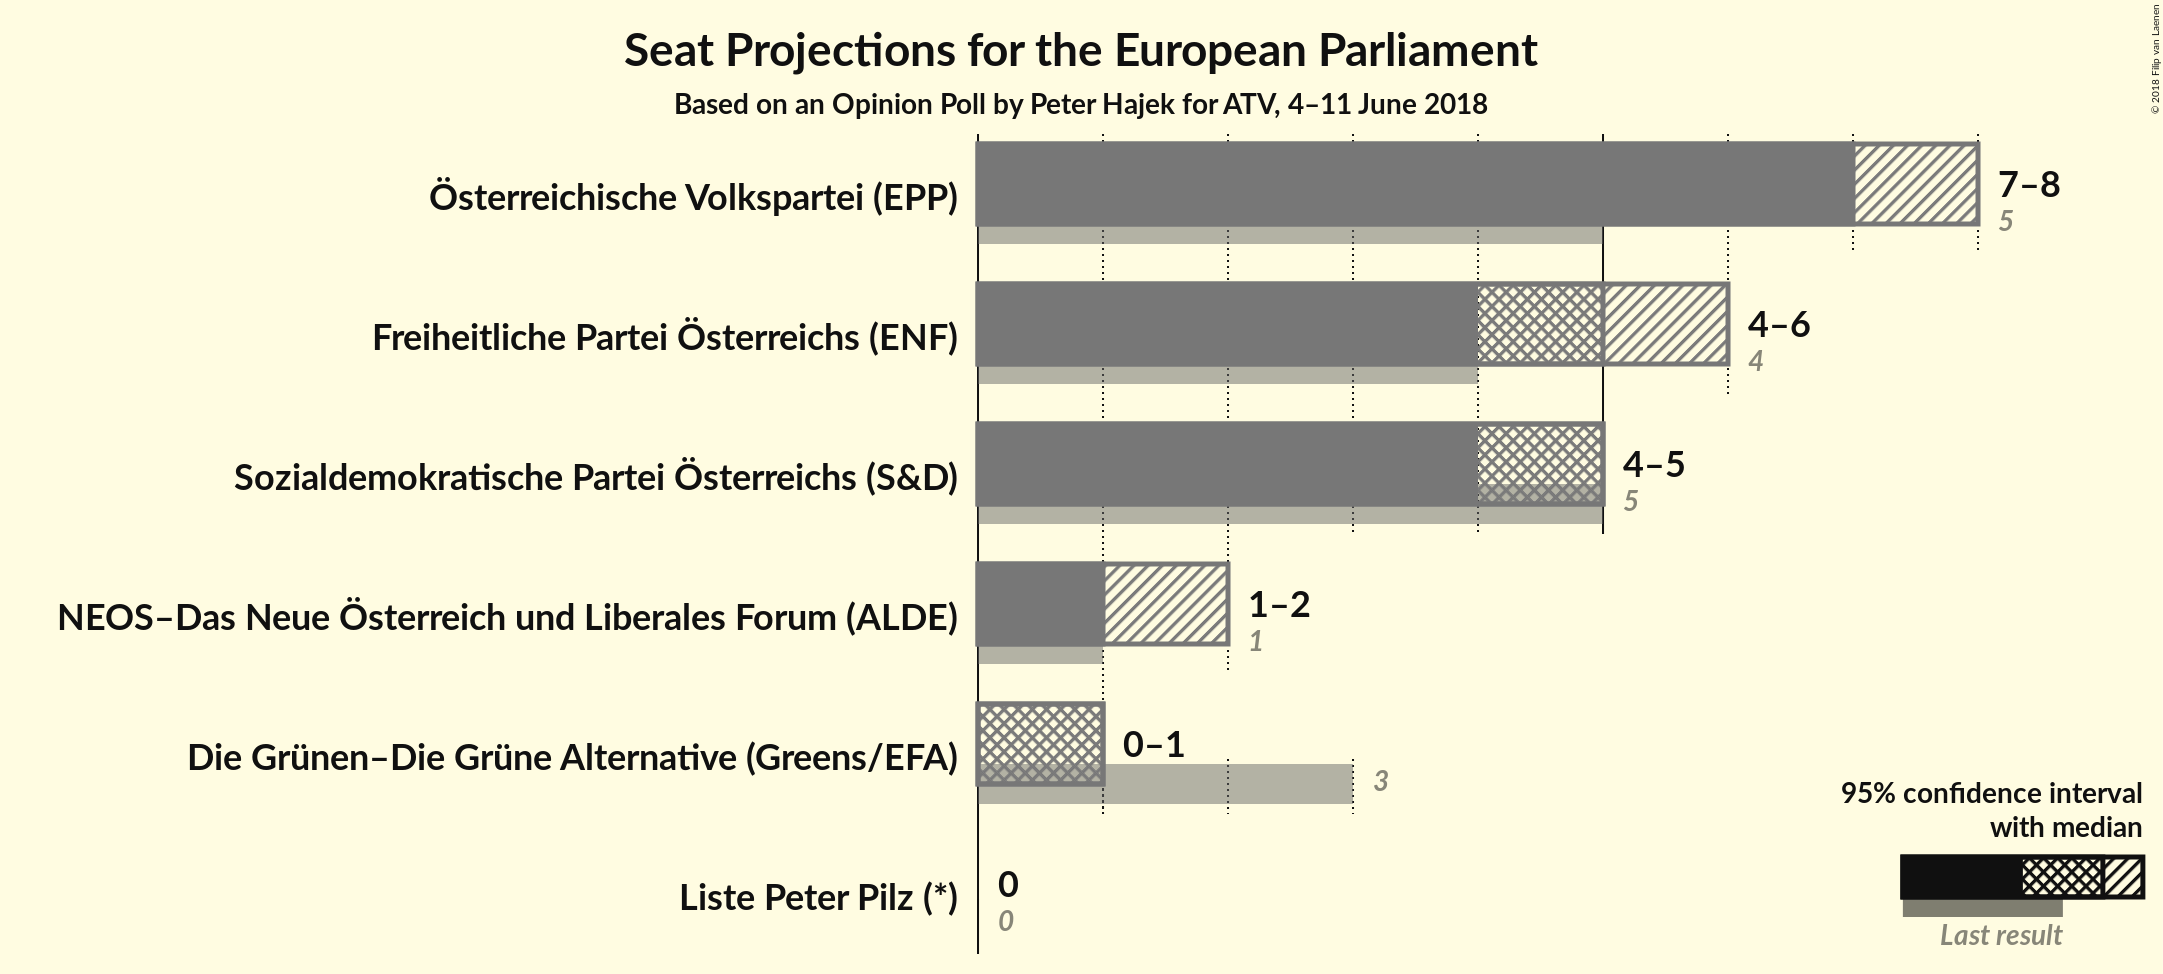 Seat Projections for the European Parliament
Based on an Opinion Poll by Peter Hajek for ATV, 4–11 June 2018
© 2018 Filip van Laenen
Österreichische Volkspartei (EPP)
7–8
5
Freiheitliche Partei Österreichs (ENF)
4–6
4
Sozialdemokratische Partei Österreichs (S&D)
4–5
5
NEOS–Das Neue Österreich und Liberales Forum (ALDE)
1–2
1
Die Grünen–Die Grüne Alternative (Greens/EFA)
0–1
3
Liste Peter Pilz (*)
0
0
95% confidence interval
with median
Last result